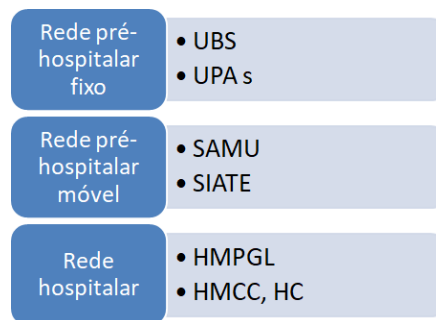 Rede pré-
hospitalar
fixo
• UBS
• UPA s
Rede pré-
hospitalar
móvel
• SAMU
• SIATE
Rede
hospitalar
• HMPGL
• HMCC, HC